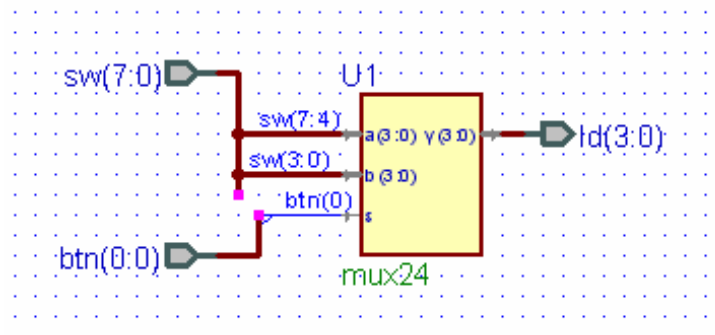 sw(7:0)
U1
sw(7:4)
a(3:0) y(3:0)
ld(3:0)
sw(3:0)
b(3:0)
btn(0)
s
btn(0:0)
mux24